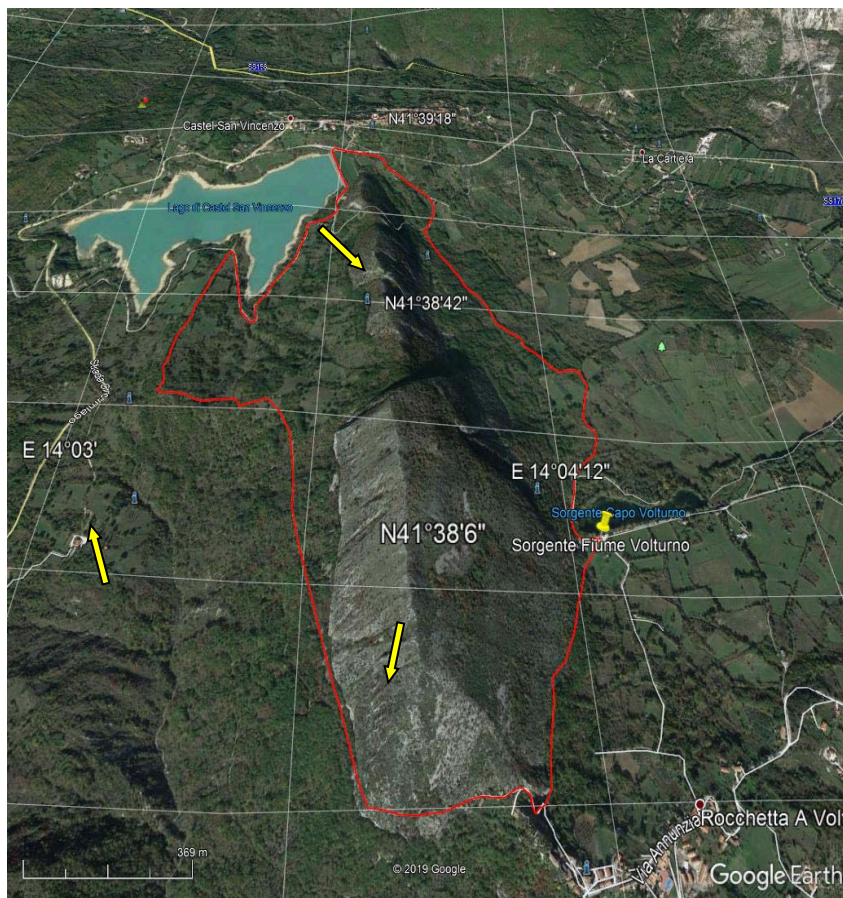 SS158
Castel San Vincenzo
N41°39'18"
La Cartiera
Lago di Castel San Vincenzo
N41°38'42"
E 14°03'
E 14°04'12"
Sorgente Capo Volturno
N41°38'6"
Sorgente Fiume Volturno
369 m
Rocchetta A Volt
Via Annunzia
© 2019 Google
Google Earth